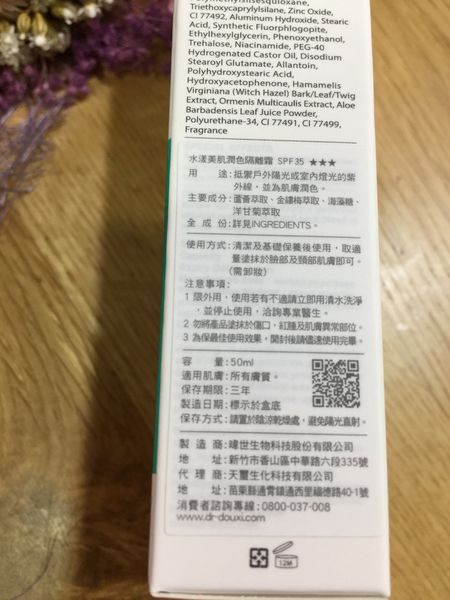 Triethoxycaprylylsilane, Zinc Oxide,
CI 77492, Aluminum Hydroxide, Stearic
Acid, Synthetic Fluorphlogopite,
Ethylhexylglycerin, Phenoxyethanol,
Trehalose, Niacinamide, PEG-40
Hydrogenated Castor Oil, Disodium
Stearoyl Glutamate, Allantoin,
Polyhydroxystearic Acid,
Hydroxyacetophenone, Hamamelis
Virginiana (Witch Hazel) Bark/Leaf/Twig
Extract, Ormenis Multicaulis Extract, Aloe
Barbadensis Leaf Juice Powder,
Polyurethane-34, CI 77491, CI 77499,
Fragrance
水漾美肌潤色隔離霜 SPF35 ★★★
用 途：抵禦戶外陽光或室內燈光的紫
外線，並為肌膚潤色。
主要成分：蘆薈萃取、金縷梅萃取、海藻糖、
洋甘菊萃取
全 成 份：詳見INGREDIENTS。
使用方式：清潔及基礎保養後使用，取適
量塗抹於臉部及頸部肌膚即可。
(需卸妝)
注意事項：
1 限外用，使用若有不適請立即用清水洗淨
，並停止使用，洽詢專業醫生。
2 勿將產品塗抹於傷口，紅腫及肌膚異常部位。
3 為保最佳使用效果，開封後請儘速使用完畢。
容 量：50ml
適用肌膚：所有膚質。
保存期限：三年
製造日期：標示於盒底
保存方式：請置於陰涼乾燥處，避免陽光直射。
製 造 商：暐世生物科技股份有限公司
地 址：新竹市香山區中華路六段335號
代 理 商：天璽生化科技有限公司
地 址：苗栗縣通霄鎮通西里福德路40-1號
消費者諮詢專線：0800-037-008
www.dr-douxi.com
12M